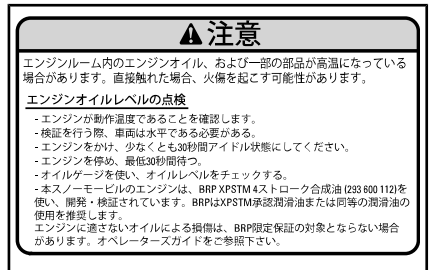 注意
エンジンルーム内のエンジンオイル、および一部の部品が高温になっている
場合があります。直接触れた場合、火傷を起こす可能性があります。
エンジンオイルレベルの点検
- エンジンが動作温度であることを確認します。
- 検証を行う際、車両は水平である必要がある。
- エンジンをかけ、少なくとも30秒間アイドル状態にしてください。
- エンジンを停め、最低30秒間待つ。
- オイルゲージを使い、オイルレベルをチェックする。
- 本スノーモービルのエンジンは、BRP XPSTM 4ストローク合成油 (293 600 112)を
使い、開発・検証されています。BRPはXPSTM承認潤滑油または同等の潤滑油の
使用を推奨します。
エンジンに適さないオイルによる損傷は、BRP限定保証の対象とならない場合
があります。オペレーターズガイドをご参照下さい。